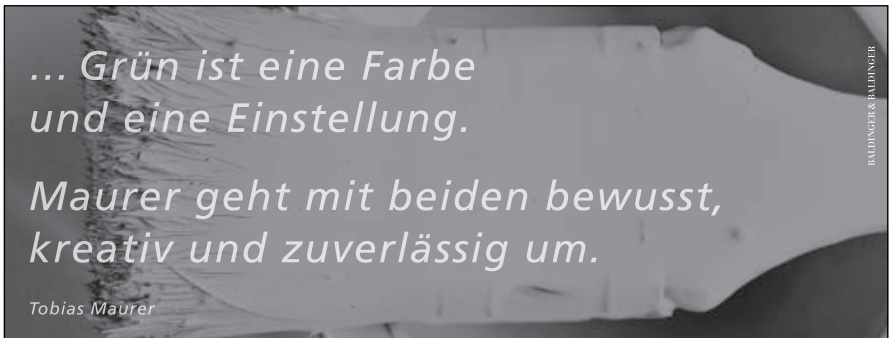 ... Grün ist eine Farbe
und eine Einstellung.
Maurer geht mit beiden bewusst,
kreativ und zuverlässig um.
Tobias Maurer
BALDINGER & BALDINGER